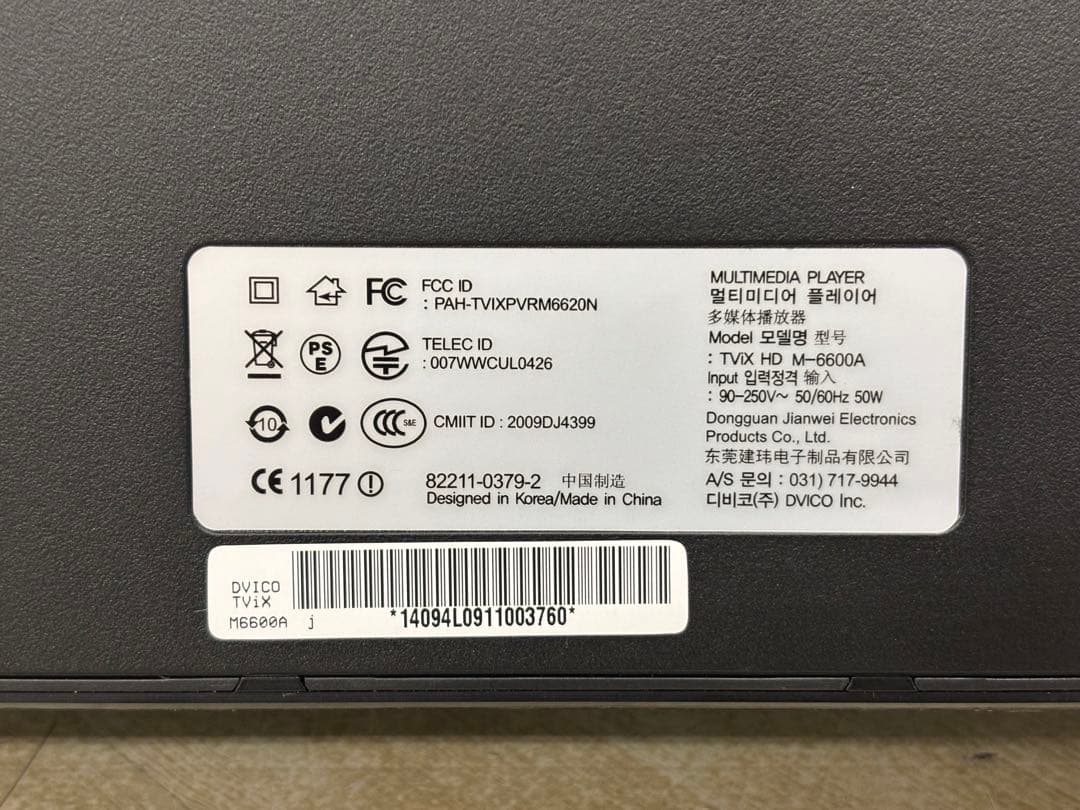 FCC ID
: PAH-TVIXPVRM6620N
TELEC ID
: 007WWCUL0426
PS
E
10
S&E
CMIIT ID : 2009DJ4399
CE 1177
82211-0379-2 中国制造
Designed in Korea/Made in China
MULTIMEDIA PLAYER
멀티미디어 플레이어
多媒体播放器
Model 모델명 型号
: TViX HD M-6600A
Input 입력정격 输入
: 90-250V~ 50/60Hz 50W
Dongguan Jianwei Electronics
Products Co., Ltd.
东莞建玮电子制品有限公司
A/S 문의 : 031) 717-9944
디비코(주) DVICO Inc.
DVICO
TViX
M6600A j
*14094L0911003760*